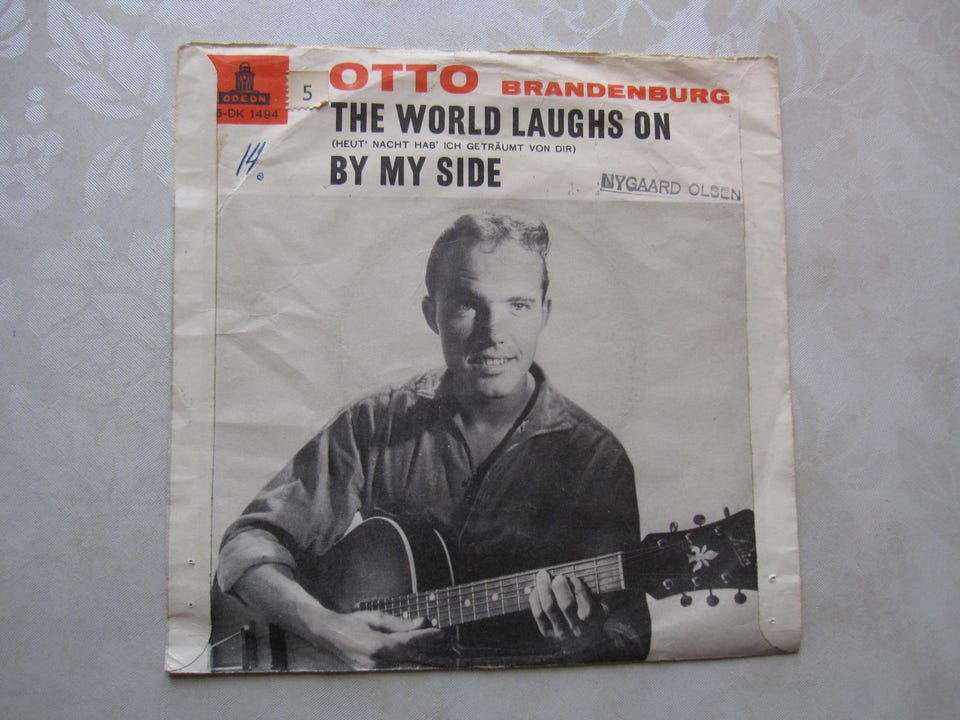 OTTO BRANDENBURG
ODEON
5-DK 1494
5
THE WORLD LAUGHS ON
(HEUT' NACHT HAB' ICH GETRÄUMT VON DIR)
14.
BY MY SIDE
NYGAARD OLSEN